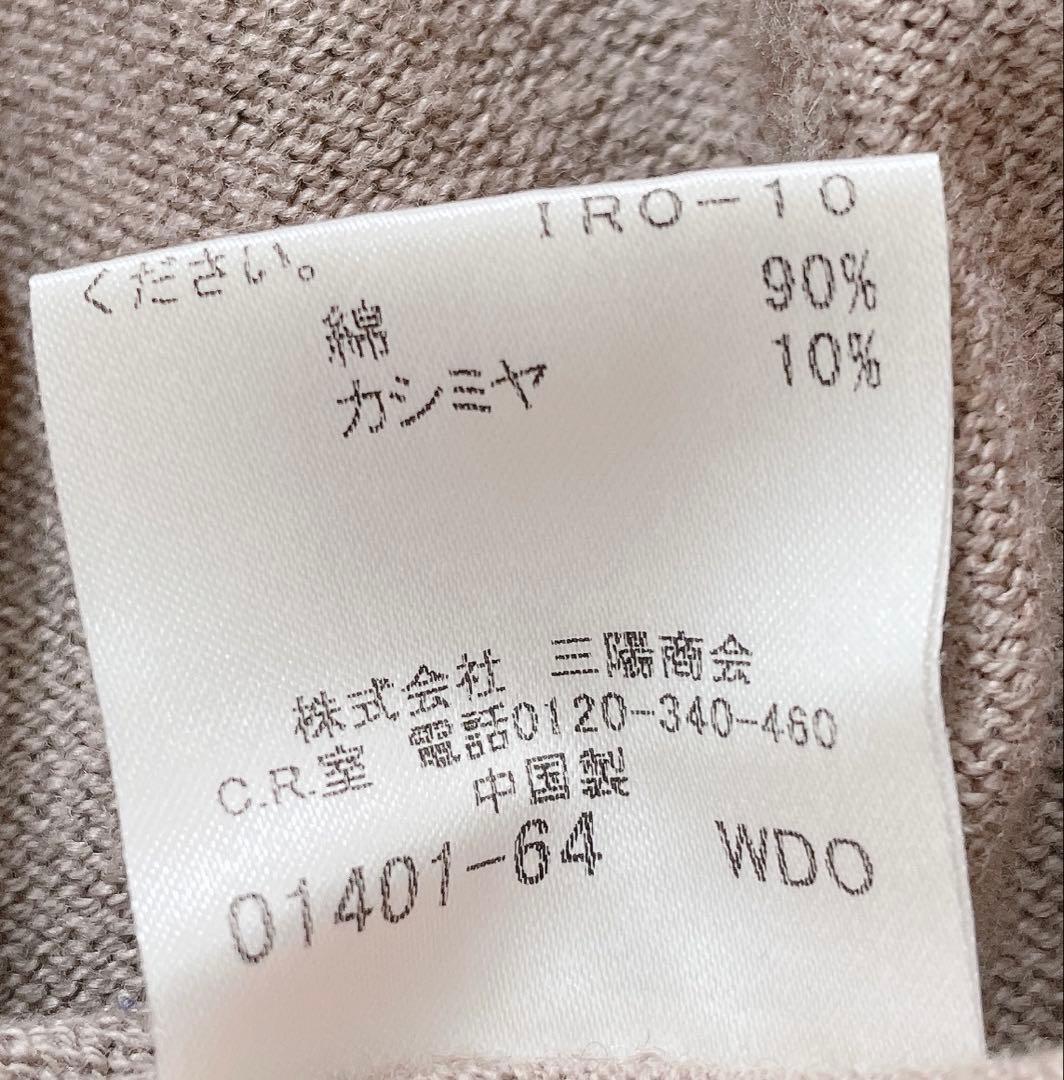 IRO-10
ください。
綿 90%
カシミヤ 10%
株式会社 三陽商会
C.R.室 電話0120-340-460
中国製
01401-64 WDO